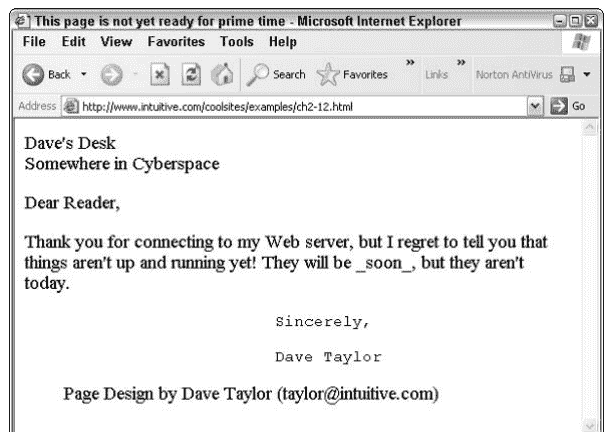 This page is not yet ready for prime time - Microsoft Internet Explorer
File Edit View Favorites Tools Help
Back Search Favorites » Links » Norton AntiVirus
Address http://www.intuitive.com/coolsites/examples/ch2-12.html Go
Dave's Desk
Somewhere in Cyberspace
Dear Reader,
Thank you for connecting to my Web server, but I regret to tell you that
things aren't up and running yet! They will be _soon_, but they aren't
today.
Sincerely,
Dave Taylor
Page Design by Dave Taylor (taylor@intuitive.com)